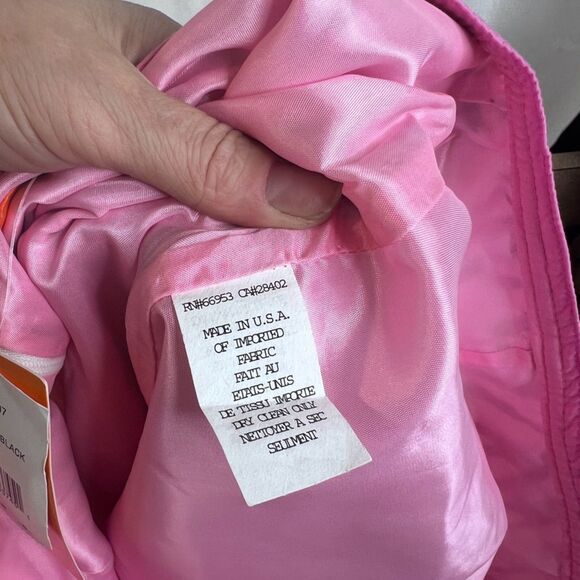 RN#66953 CA#28402
MADE IN U.S.A.
OF IMPORTED
FABRIC
FAIT AU
ETAIS-UNIS
DE TISSU IMPORTE
DRY CLEAN ONLY
NETTOYER A SEC
SEULMENT
BLACK